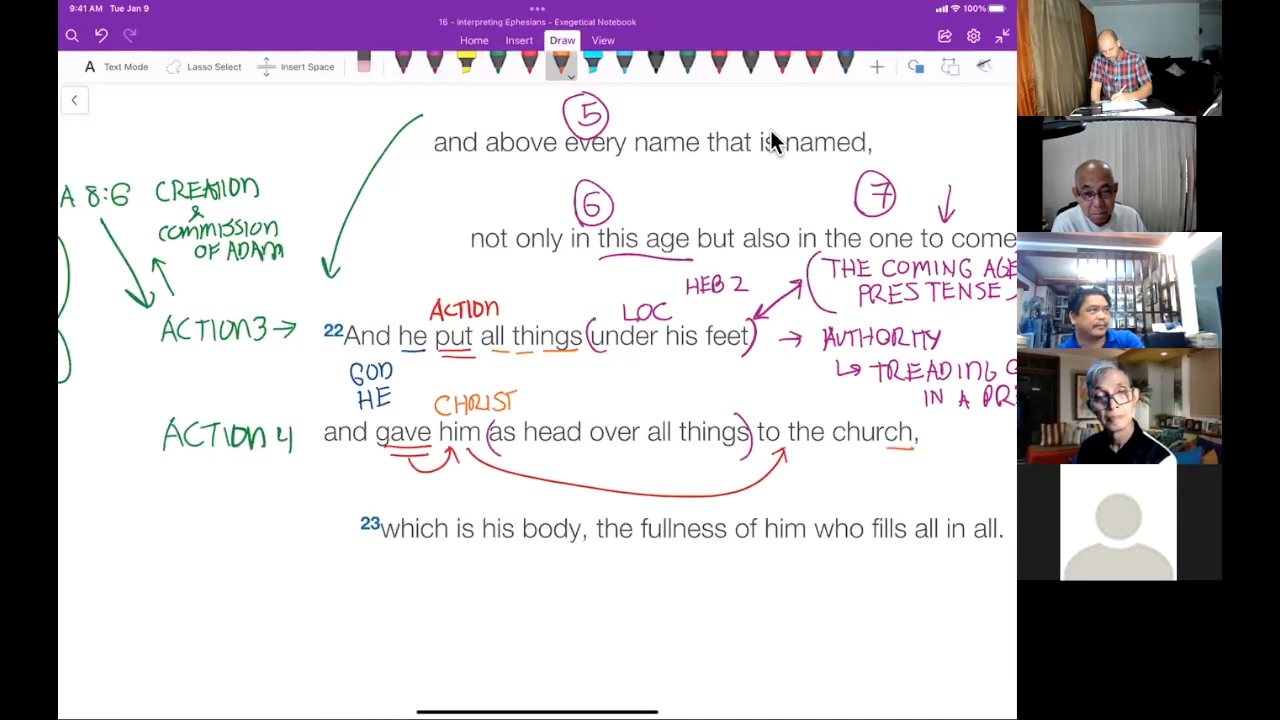 9:41 AM Tue Jan 9
100%
16 - Interpreting Ephesians - Exegetical Notebook
Home Insert Draw View
A Text Mode Lasso Select Insert Space
5
and above every name that is named,
A 8:6 CREATION
&
COMMISSION
OF ADAM
6 7
not only in this age but also in the one to come
HEB 2
THE COMING AGE
PRES TENSE
ACTION LOC
ACTION 3 →
22And he put all things (under his feet) → AUTHORITY
GOD
HE
↳ TREADING
IN A
CHRIST
ACTION 4
and gave him (as head over all things) to the church,
23which is his body, the fullness of him who fills all in all.